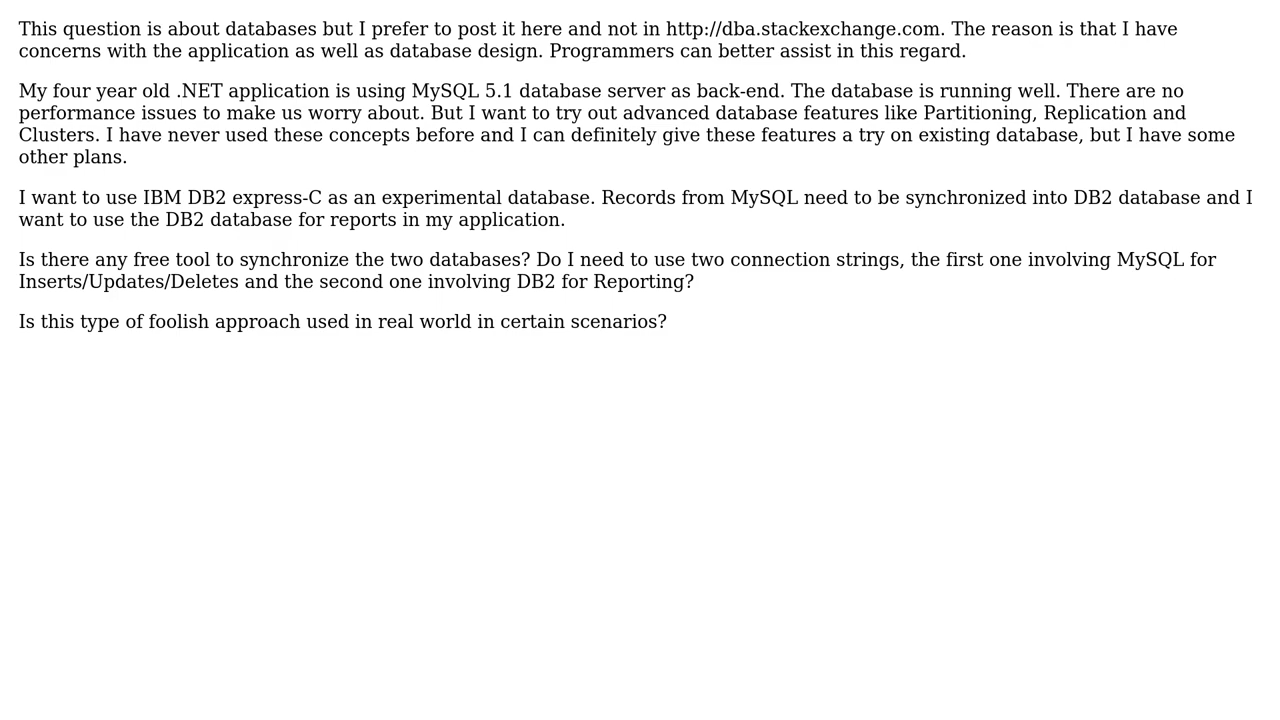 This question is about databases but I prefer to post it here and not in http://dba.stackexchange.com. The reason is that I have
concerns with the application as well as database design. Programmers can better assist in this regard.
My four year old .NET application is using MySQL 5.1 database server as back-end. The database is running well. There are no
performance issues to make us worry about. But I want to try out advanced database features like Partitioning, Replication and
Clusters. I have never used these concepts before and I can definitely give these features a try on existing database, but I have some
other plans.
I want to use IBM DB2 express-C as an experimental database. Records from MySQL need to be synchronized into DB2 database and I
want to use the DB2 database for reports in my application.
Is there any free tool to synchronize the two databases? Do I need to use two connection strings, the first one involving MySQL for
Inserts/Updates/Deletes and the second one involving DB2 for Reporting?
Is this type of foolish approach used in real world in certain scenarios?